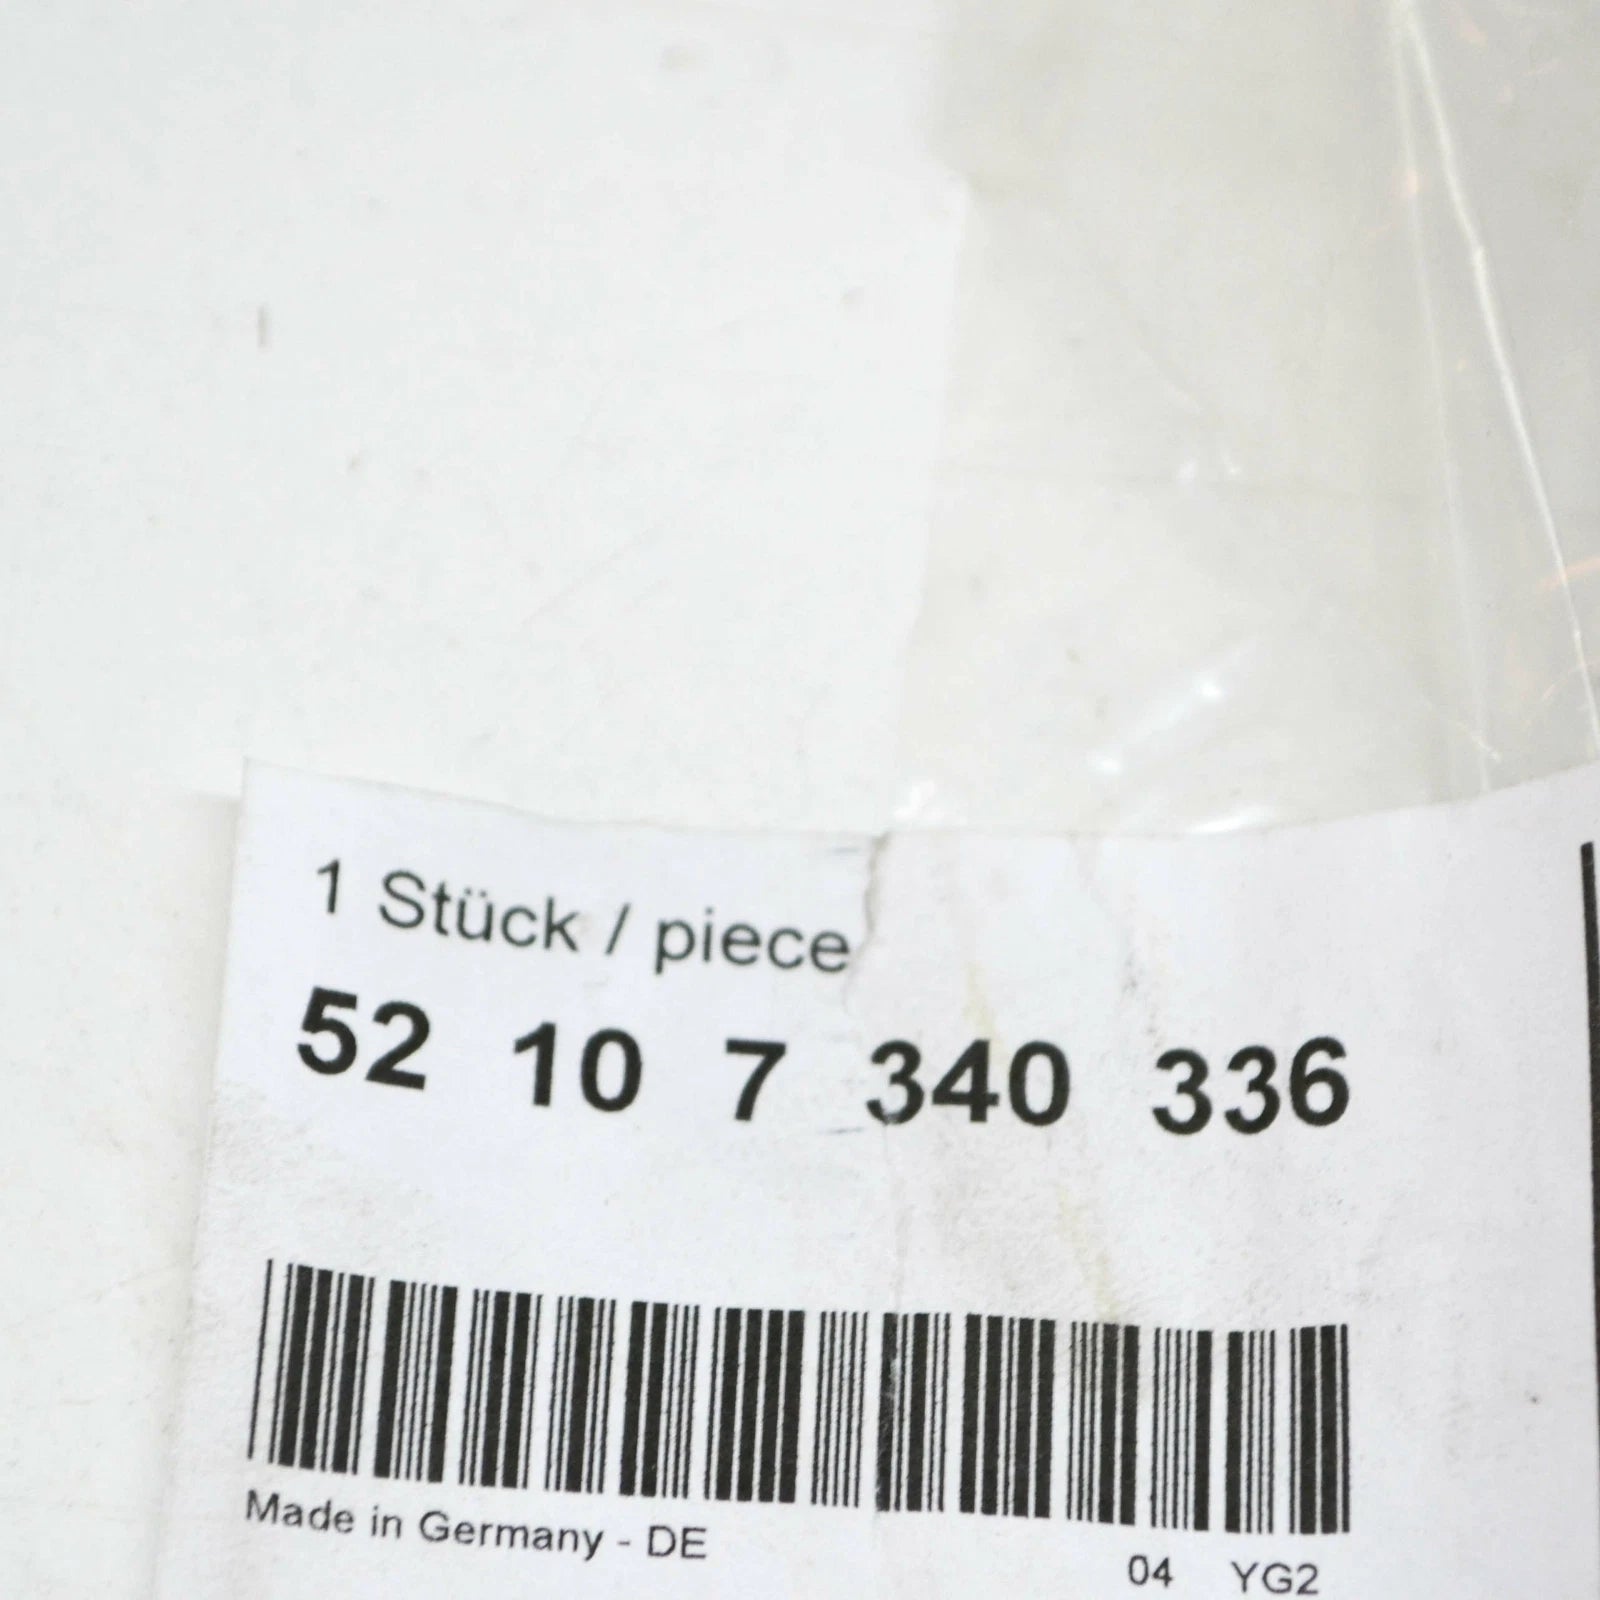 1 Stück / piece
52 10 7 340 336
Made in Germany - DE
04 YG2